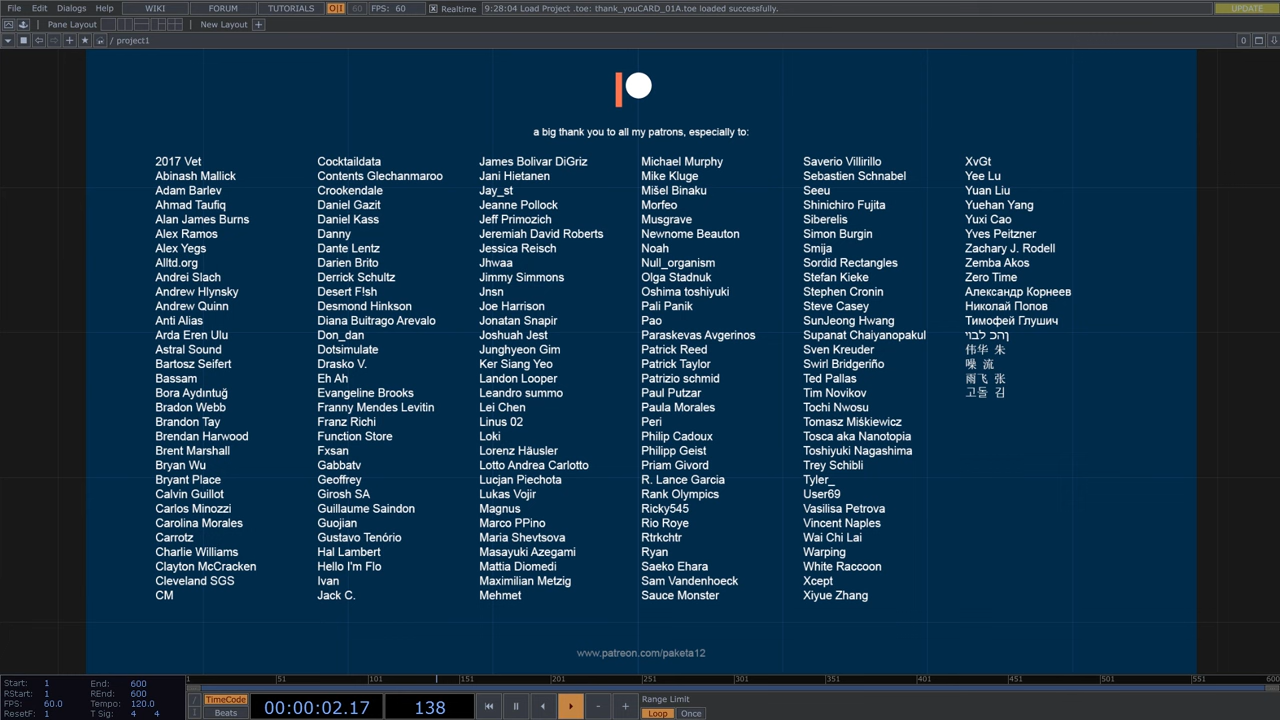 File Edit Dialogs Help WIKI FORUM TUTORIALS O|I 60 FPS: 60 Realtime 9:28:04 Load Project .toe: thank_youCARD_01A.toe loaded successfully. UPDATE
Pane Layout New Layout +
/ project1 0
a big thank you to all my patrons, especially to:
2017 Vet
Abinash Mallick
Adam Barlev
Ahmad Taufiq
Alan James Burns
Alex Ramos
Alex Yegs
Alltd.org
Andrei Slach
Andrew Hlynsky
Andrew Quinn
Anti Alias
Arda Eren Ulu
Astral Sound
Bartosz Seifert
Bassam
Bora Aydıntuğ
Bradon Webb
Brandon Tay
Brendan Harwood
Brent Marshall
Bryan Wu
Bryant Place
Calvin Guillot
Carlos Minozzi
Carolina Morales
Carrotz
Charlie Williams
Clayton McCracken
Cleveland SGS
CM
Cocktaildata
Contents Glechanmaroo
Crookendale
Daniel Gazit
Daniel Kass
Danny
Dante Lentz
Darien Brito
Derrick Schultz
Desert F!sh
Desmond Hinkson
Diana Buitrago Arevalo
Don_dan
Dotsimulate
Drasko V.
Eh Ah
Evangeline Brooks
Franny Mendes Levitin
Franz Richi
Function Store
Fxsan
Gabbatv
Geoffrey
Girosh SA
Guillaume Saindon
Guojian
Gustavo Tenório
Hal Lambert
Hello I'm Flo
Ivan
Jack C.
James Bolivar DiGriz
Jani Hietanen
Jay_st
Jeanne Pollock
Jeff Primozich
Jeremiah David Roberts
Jessica Reisch
Jhwaa
Jimmy Simmons
Jnsn
Joe Harrison
Jonatan Snapir
Joshuah Jest
Junghyeon Gim
Ker Siang Yeo
Landon Looper
Leandro summo
Lei Chen
Linus 02
Loki
Lorenz Häusler
Lotto Andrea Carlotto
Lucjan Piechota
Lukas Vojir
Magnus
Marco PPino
Maria Shevtsova
Masayuki Azegami
Mattia Diomedi
Maximilian Metzig
Mehmet
Michael Murphy
Mike Kluge
Mišel Binaku
Morfeo
Musgrave
Newnome Beauton
Noah
Null_organism
Olga Stadnuk
Oshima toshiyuki
Pali Panik
Pao
Paraskevas Avgerinos
Patrick Reed
Patrick Taylor
Patrizio schmid
Paul Putzar
Paula Morales
Peri
Philip Cadoux
Philipp Geist
Priam Givord
R. Lance Garcia
Rank Olympics
Ricky545
Rio Roye
Rtrkchtr
Ryan
Saeko Ehara
Sam Vandenhoeck
Sauce Monster
Saverio Villirillo
Sebastien Schnabel
Seeu
Shinichiro Fujita
Siberelis
Simon Burgin
Smija
Sordid Rectangles
Stefan Kieke
Stephen Cronin
Steve Casey
SunJeong Hwang
Supanat Chaiyanopakul
Sven Kreuder
Swirl Bridgeriño
Ted Pallas
Tim Novikov
Tochi Nwosu
Tomasz Miśkiewicz
Tosca aka Nanotopia
Toshiyuki Nagashima
Trey Schibli
Tyler_
User69
Vasilisa Petrova
Vincent Naples
Wai Chi Lai
Warping
White Raccoon
Xcept
Xiyue Zhang
XvGt
Yee Lu
Yuan Liu
Yuehan Yang
Yuxi Cao
Yves Peitzner
Zachary J. Rodell
Zemba Akos
Zero Time
Александр Корнеев
Николай Попов
Тимофей Глушич
ןהכ לבוי
伟华 朱
噪 流
雨飞 张
고돌 김
www.patreon.com/paketa12
Start: 1 End: 600
RStart: 1 REnd: 600
FPS: 60.0 Tempo: 120.0
ResetF: 1 T Sig: 4 4
1 51 101 151 201 251 301 351 401 451 501 551 600
TimeCode
Beats
00:00:02.17 138
- +
Range Limit
Loop Once